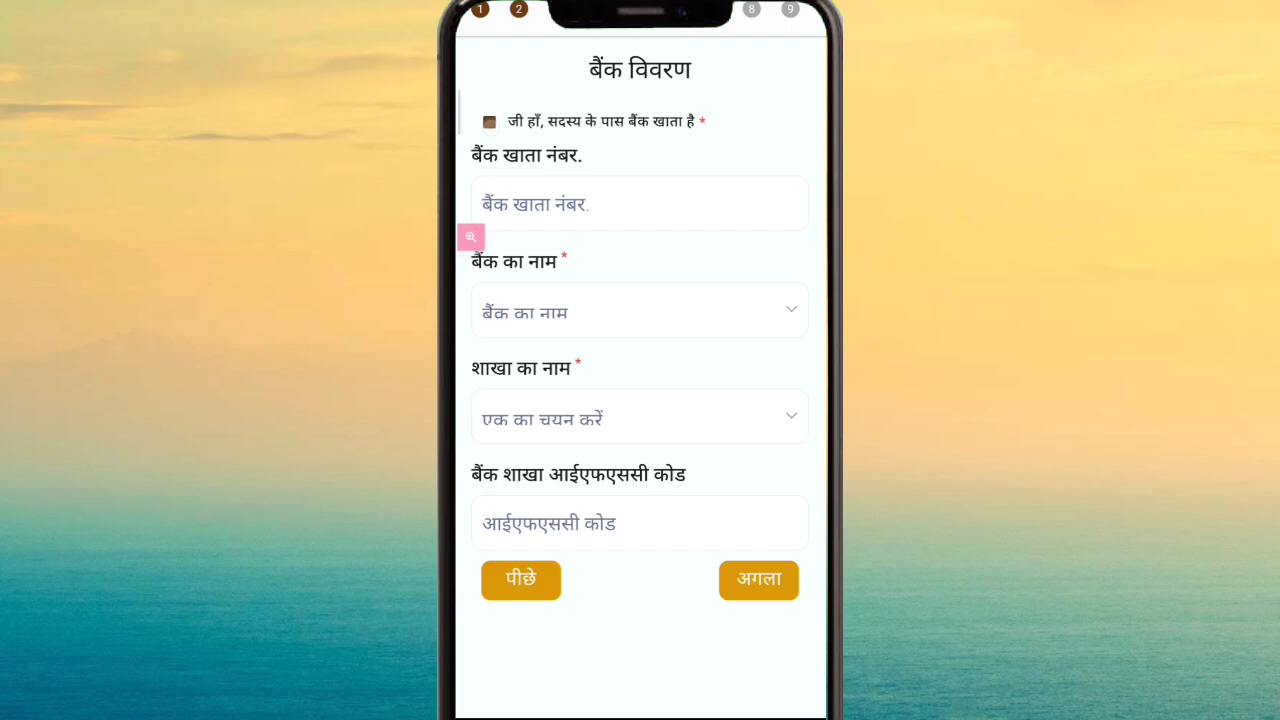 1 2 8 9
बैंक विवरण
जी हाँ, सदस्य के पास बैंक खाता है *
बैंक खाता नंबर.
बैंक खाता नंबर.
बैंक का नाम *
बैंक का नाम
शाखा का नाम *
एक का चयन करें
बैंक शाखा आईएफएससी कोड
आईएफएससी कोड
पीछे अगला